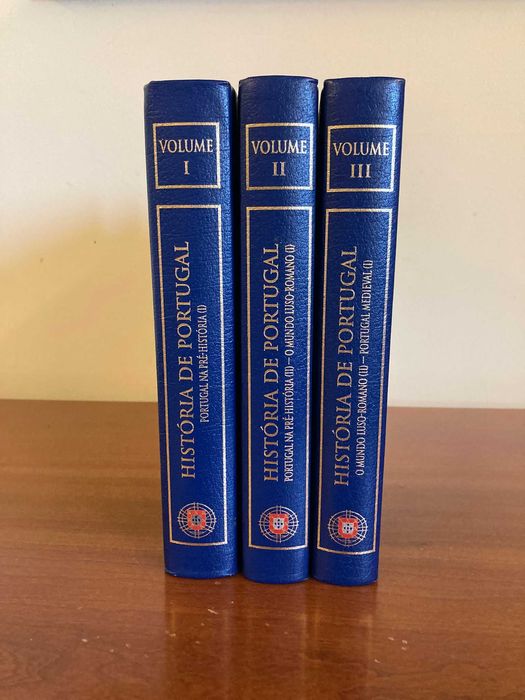 VOLUME
I
HISTÓRIA DE PORTUGAL
PORTUGAL NA PRÉ-HISTÓRIA (I)
VOLUME
II
HISTÓRIA DE PORTUGAL
PORTUGAL NA PRÉ-HISTÓRIA (II) – O MUNDO LUSO-ROMANO (I)
VOLUME
III
HISTÓRIA DE PORTUGAL
O MUNDO LUSO-ROMANO (II) – PORTUGAL MEDIEVAL (I)